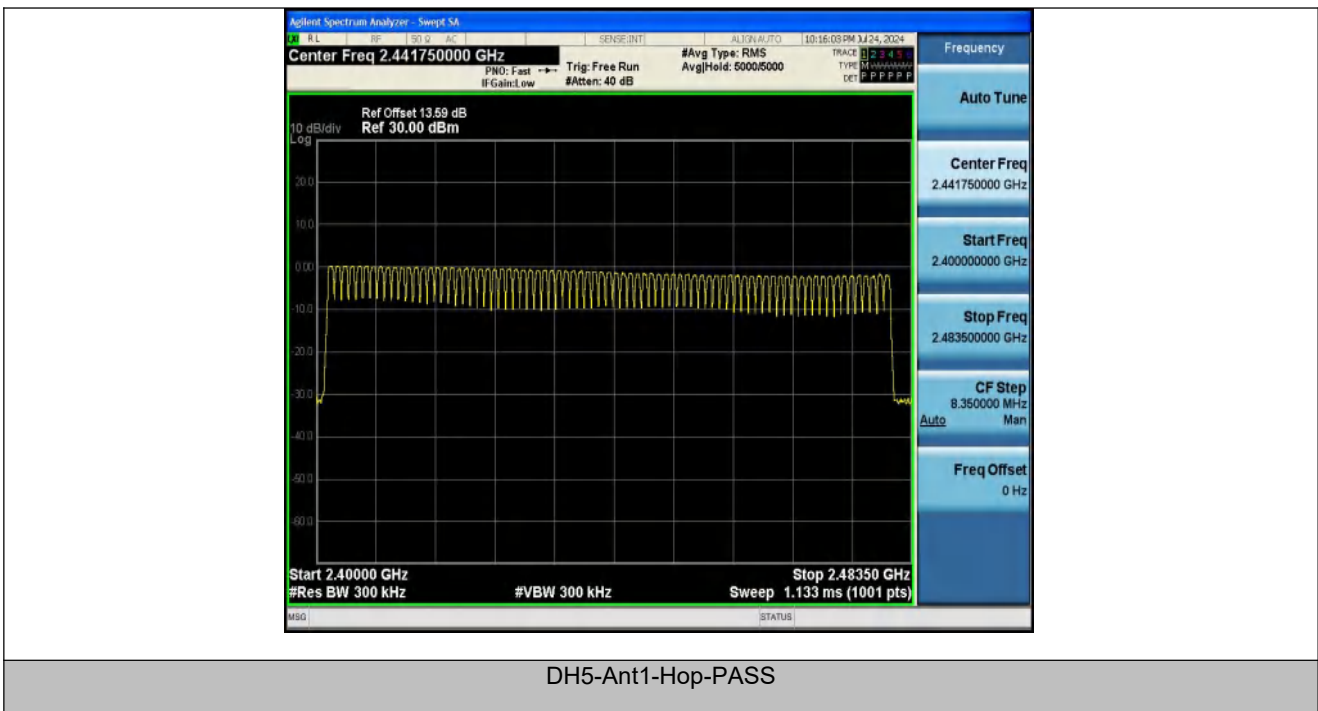 Agilent Spectrum Analyzer - Swept SA
RL RF 50 Ω AC SENSE:INT ALIGN AUTO 10:16:03 PM Jul 24, 2024
Center Freq 2.441750000 GHz
PNO: Fast
IFGain:Low
Trig: Free Run
#Atten: 40 dB
#Avg Type: RMS
Avg|Hold: 5000/5000
TRACE 1 2 3 4 5 6
TYPE
DET P P P P P P
Ref Offset 13.59 dB
10 dB/div Ref 30.00 dBm
Log
20.0
10.0
0.00
-10.0
-20.0
-30.0
-40.0
-50.0
-60.0
Start 2.40000 GHz Stop 2.48350 GHz
#Res BW 300 kHz #VBW 300 kHz Sweep 1.133 ms (1001 pts)
MSG STATUS
Frequency
Auto Tune
Center Freq
2.441750000 GHz
Start Freq
2.400000000 GHz
Stop Freq
2.483500000 GHz
CF Step
8.350000 MHz
Auto Man
Freq Offset
0 Hz
DH5-Ant1-Hop-PASS